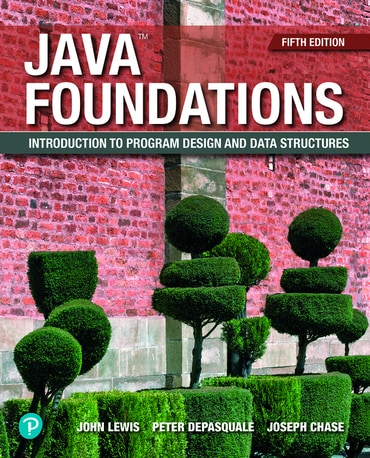 FIFTH EDITION
JAVA™
FOUNDATIONS
INTRODUCTION TO PROGRAM DESIGN AND DATA STRUCTURES
P
JOHN LEWIS PETER DEPASQUALE JOSEPH CHASE